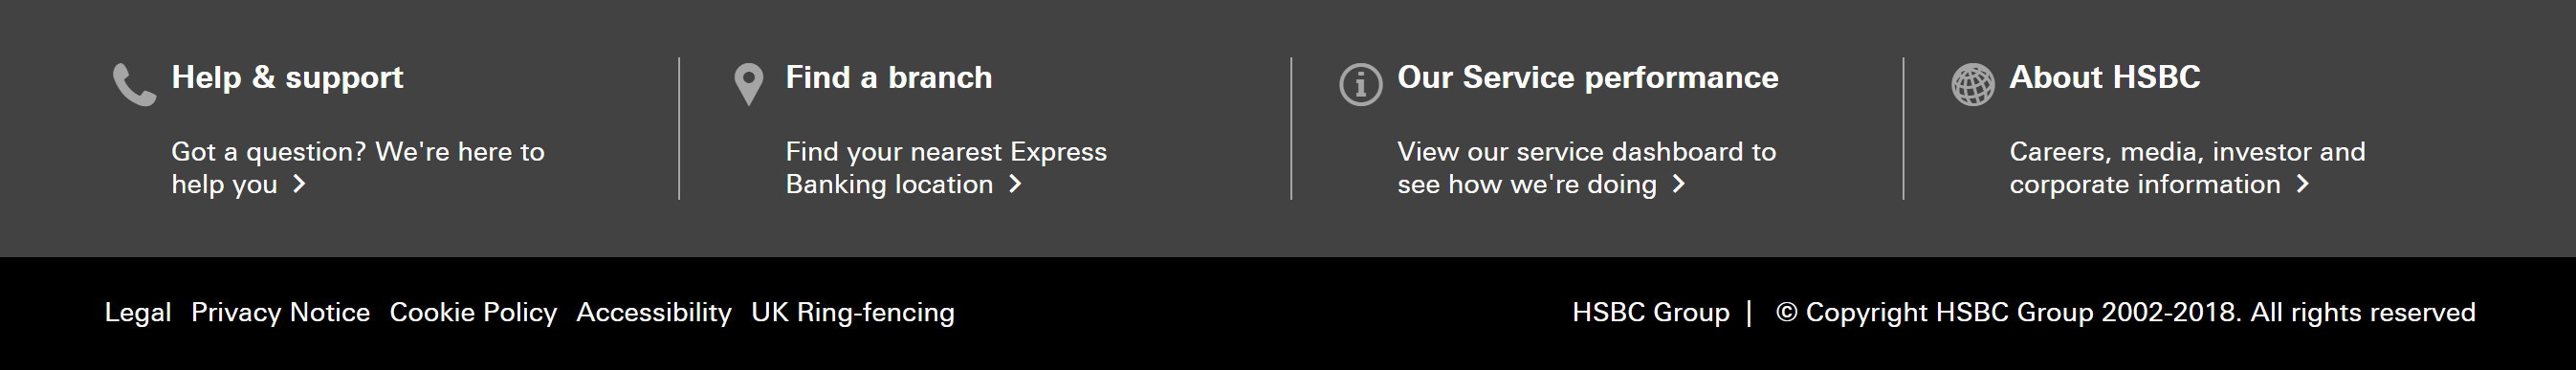 Help & support
Got a question? We're here to
help you
Find a branch
Find your nearest Express
Banking location
Our Service performance
View our service dashboard to
see how we're doing
About HSBC
Careers, media, investor and
corporate information
Legal Privacy Notice Cookie Policy Accessibility UK Ring-fencing
HSBC Group | © Copyright HSBC Group 2002-2018. All rights reserved